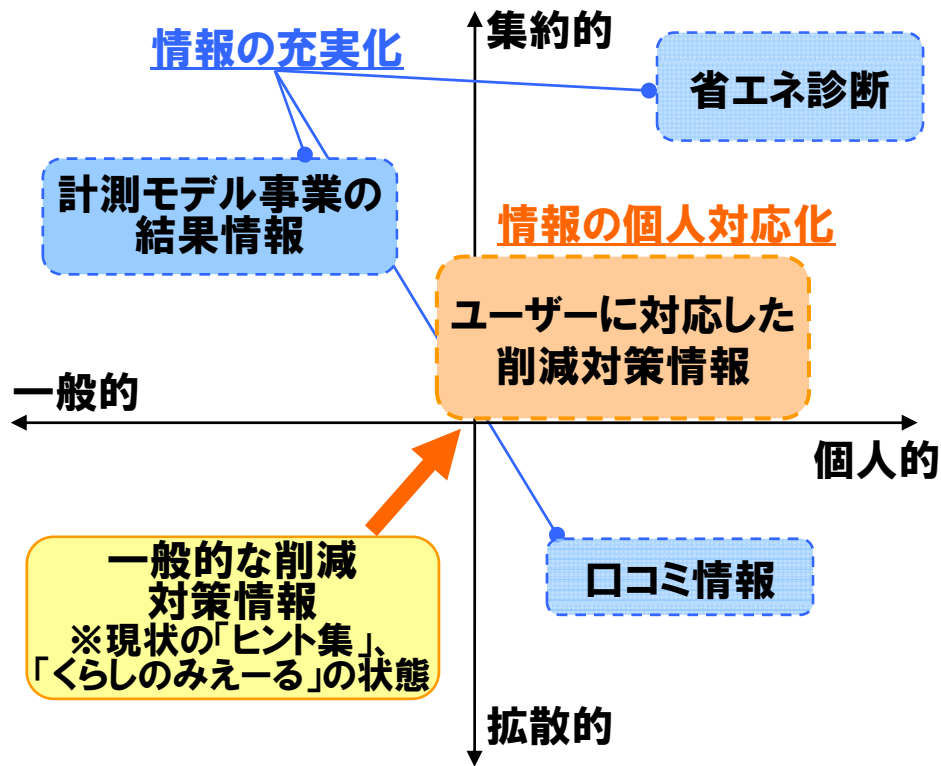 集約的
情報の充実化
省エネ診断
計測モデル事業の
結果情報
情報の個人対応化
ユーザーに対応した
削減対策情報
一般的
個人的
一般的な削減
対策情報
※現状の「ヒント集」、
「くらしのみえーる」の状態
口コミ情報
拡散的